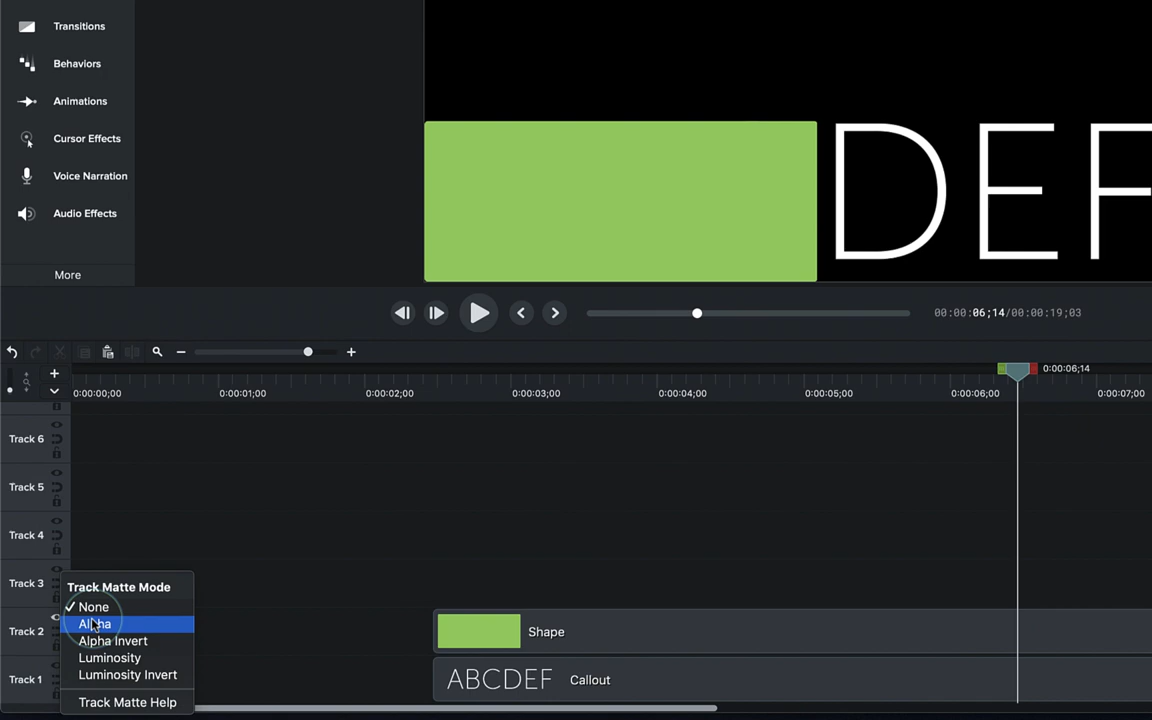 Transitions
Behaviors
Animations
Cursor Effects
Voice Narration
Audio Effects
More
DEF
00:00:06;14/00:00:19;03
0:00:06;14
0:00:00;00 0:00:01;00 0:00:02;00 0:00:03;00 0:00:04;00 0:00:05;00 0:00:06;00 0:00:07;00
Track 6
Track 5
Track 4
Track 3
Track 2
Track 1
Track Matte Mode
✓ None
Alpha
Alpha Invert
Luminosity
Luminosity Invert
Track Matte Help
Shape
ABCDEF Callout